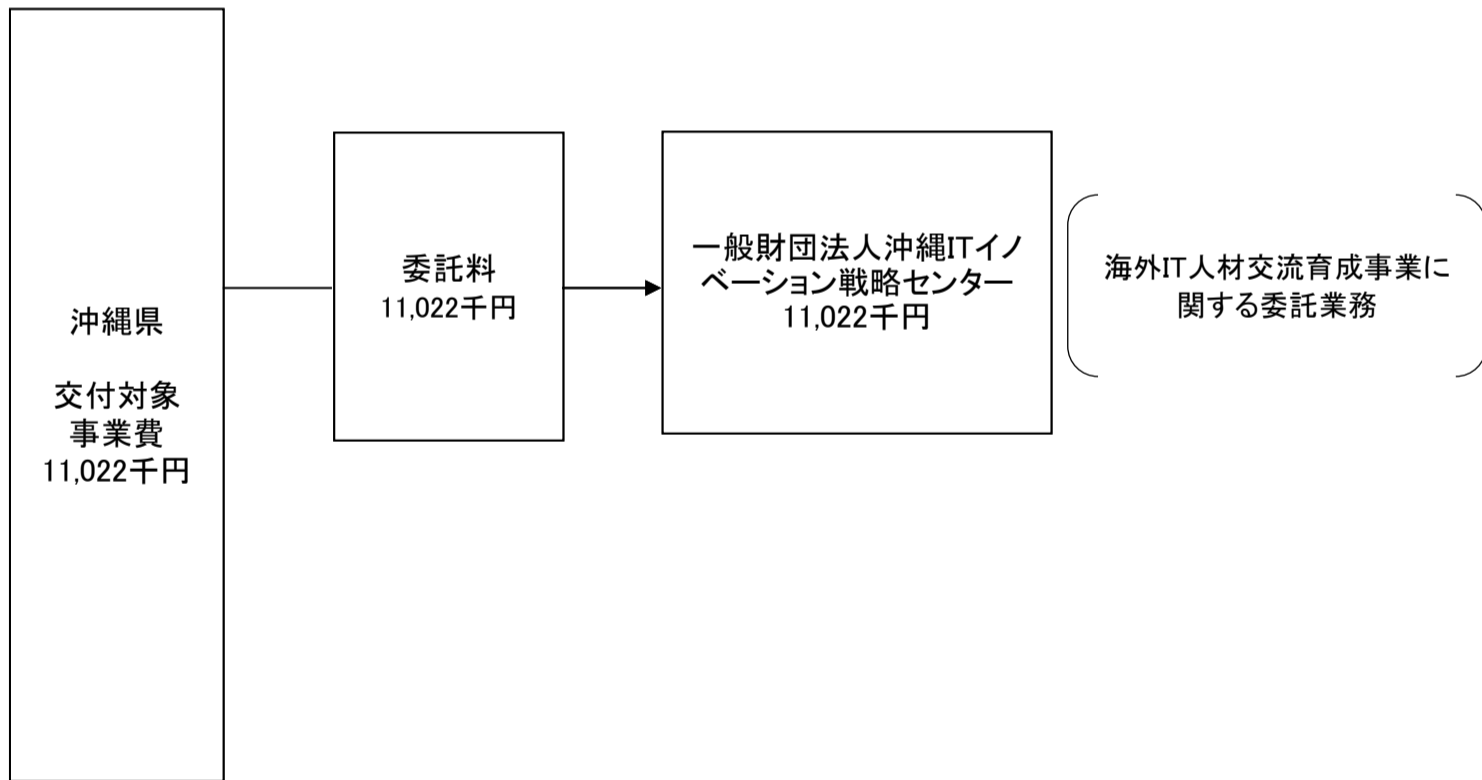 沖縄県
交付対象
事業費
11,022千円
委託料
11,022千円
一般財団法人沖縄ITイノ
ベーション戦略センター
11,022千円
海外IT人材交流育成事業に
関する委託業務